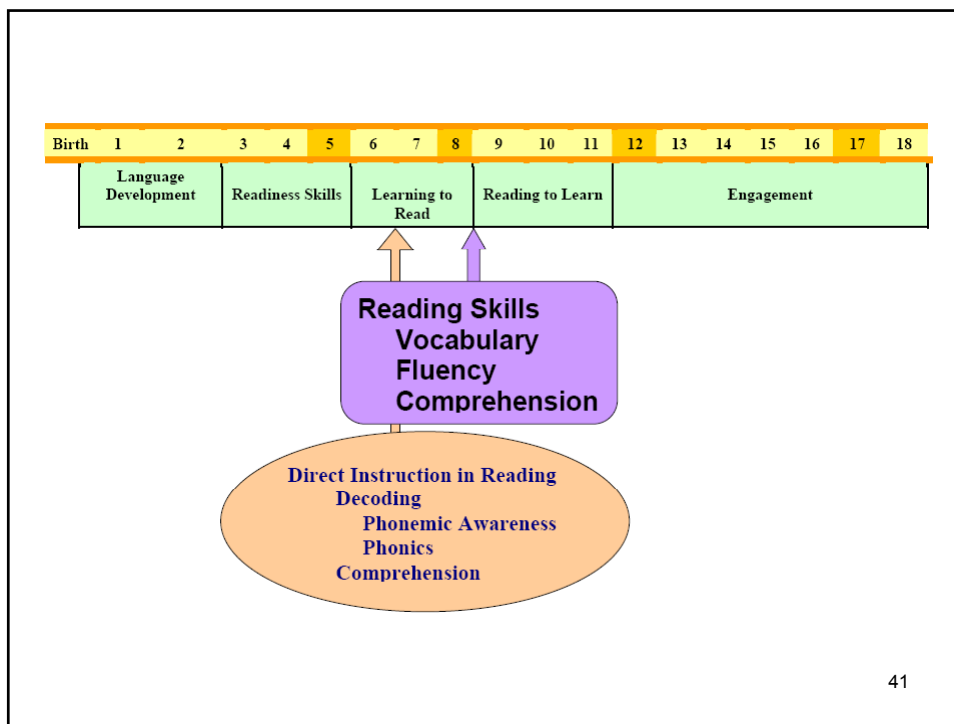 Birth 1 2 3 4 5 6 7 8 9 10 11 12 13 14 15 16 17 18
Language
Development
Readiness Skills
Learning to
Read
Reading to Learn
Engagement
Reading Skills
Vocabulary
Fluency
Comprehension
Direct Instruction in Reading
Decoding
Phonemic Awareness
Phonics
Comprehension
41